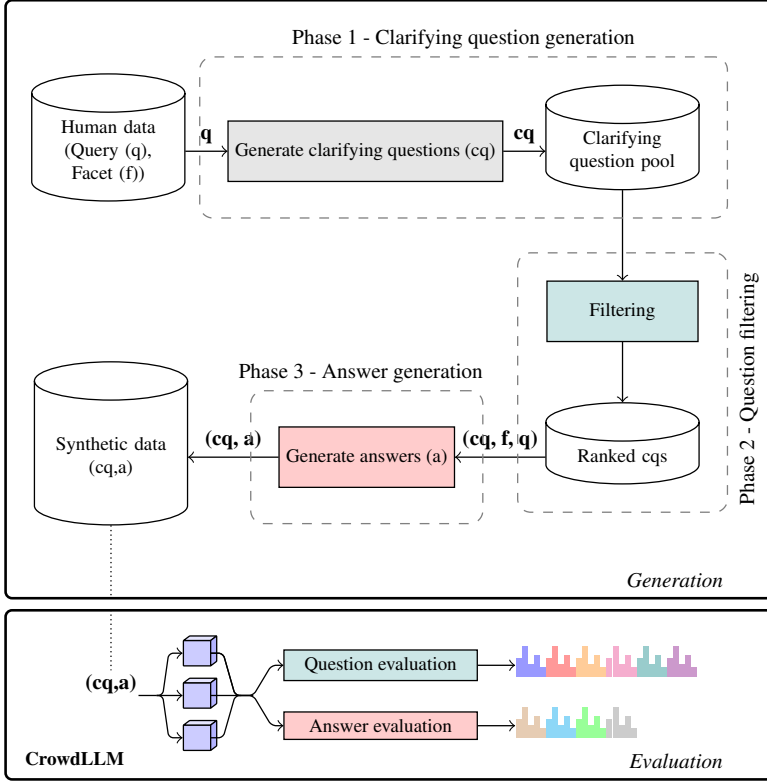 Phase 1 - Clarifying question generation
Human data
(Query (q),
Facet (f))
q
Generate clarifying questions (cq)
cq
Clarifying
question pool
Filtering
Phase 2 - Question filtering
Ranked cqs
(cq, f, q)
Phase 3 - Answer generation
Generate answers (a)
(cq, a)
Synthetic data
(cq,a)
Generation
(cq,a)
Question evaluation
Answer evaluation
CrowdLLM
Evaluation